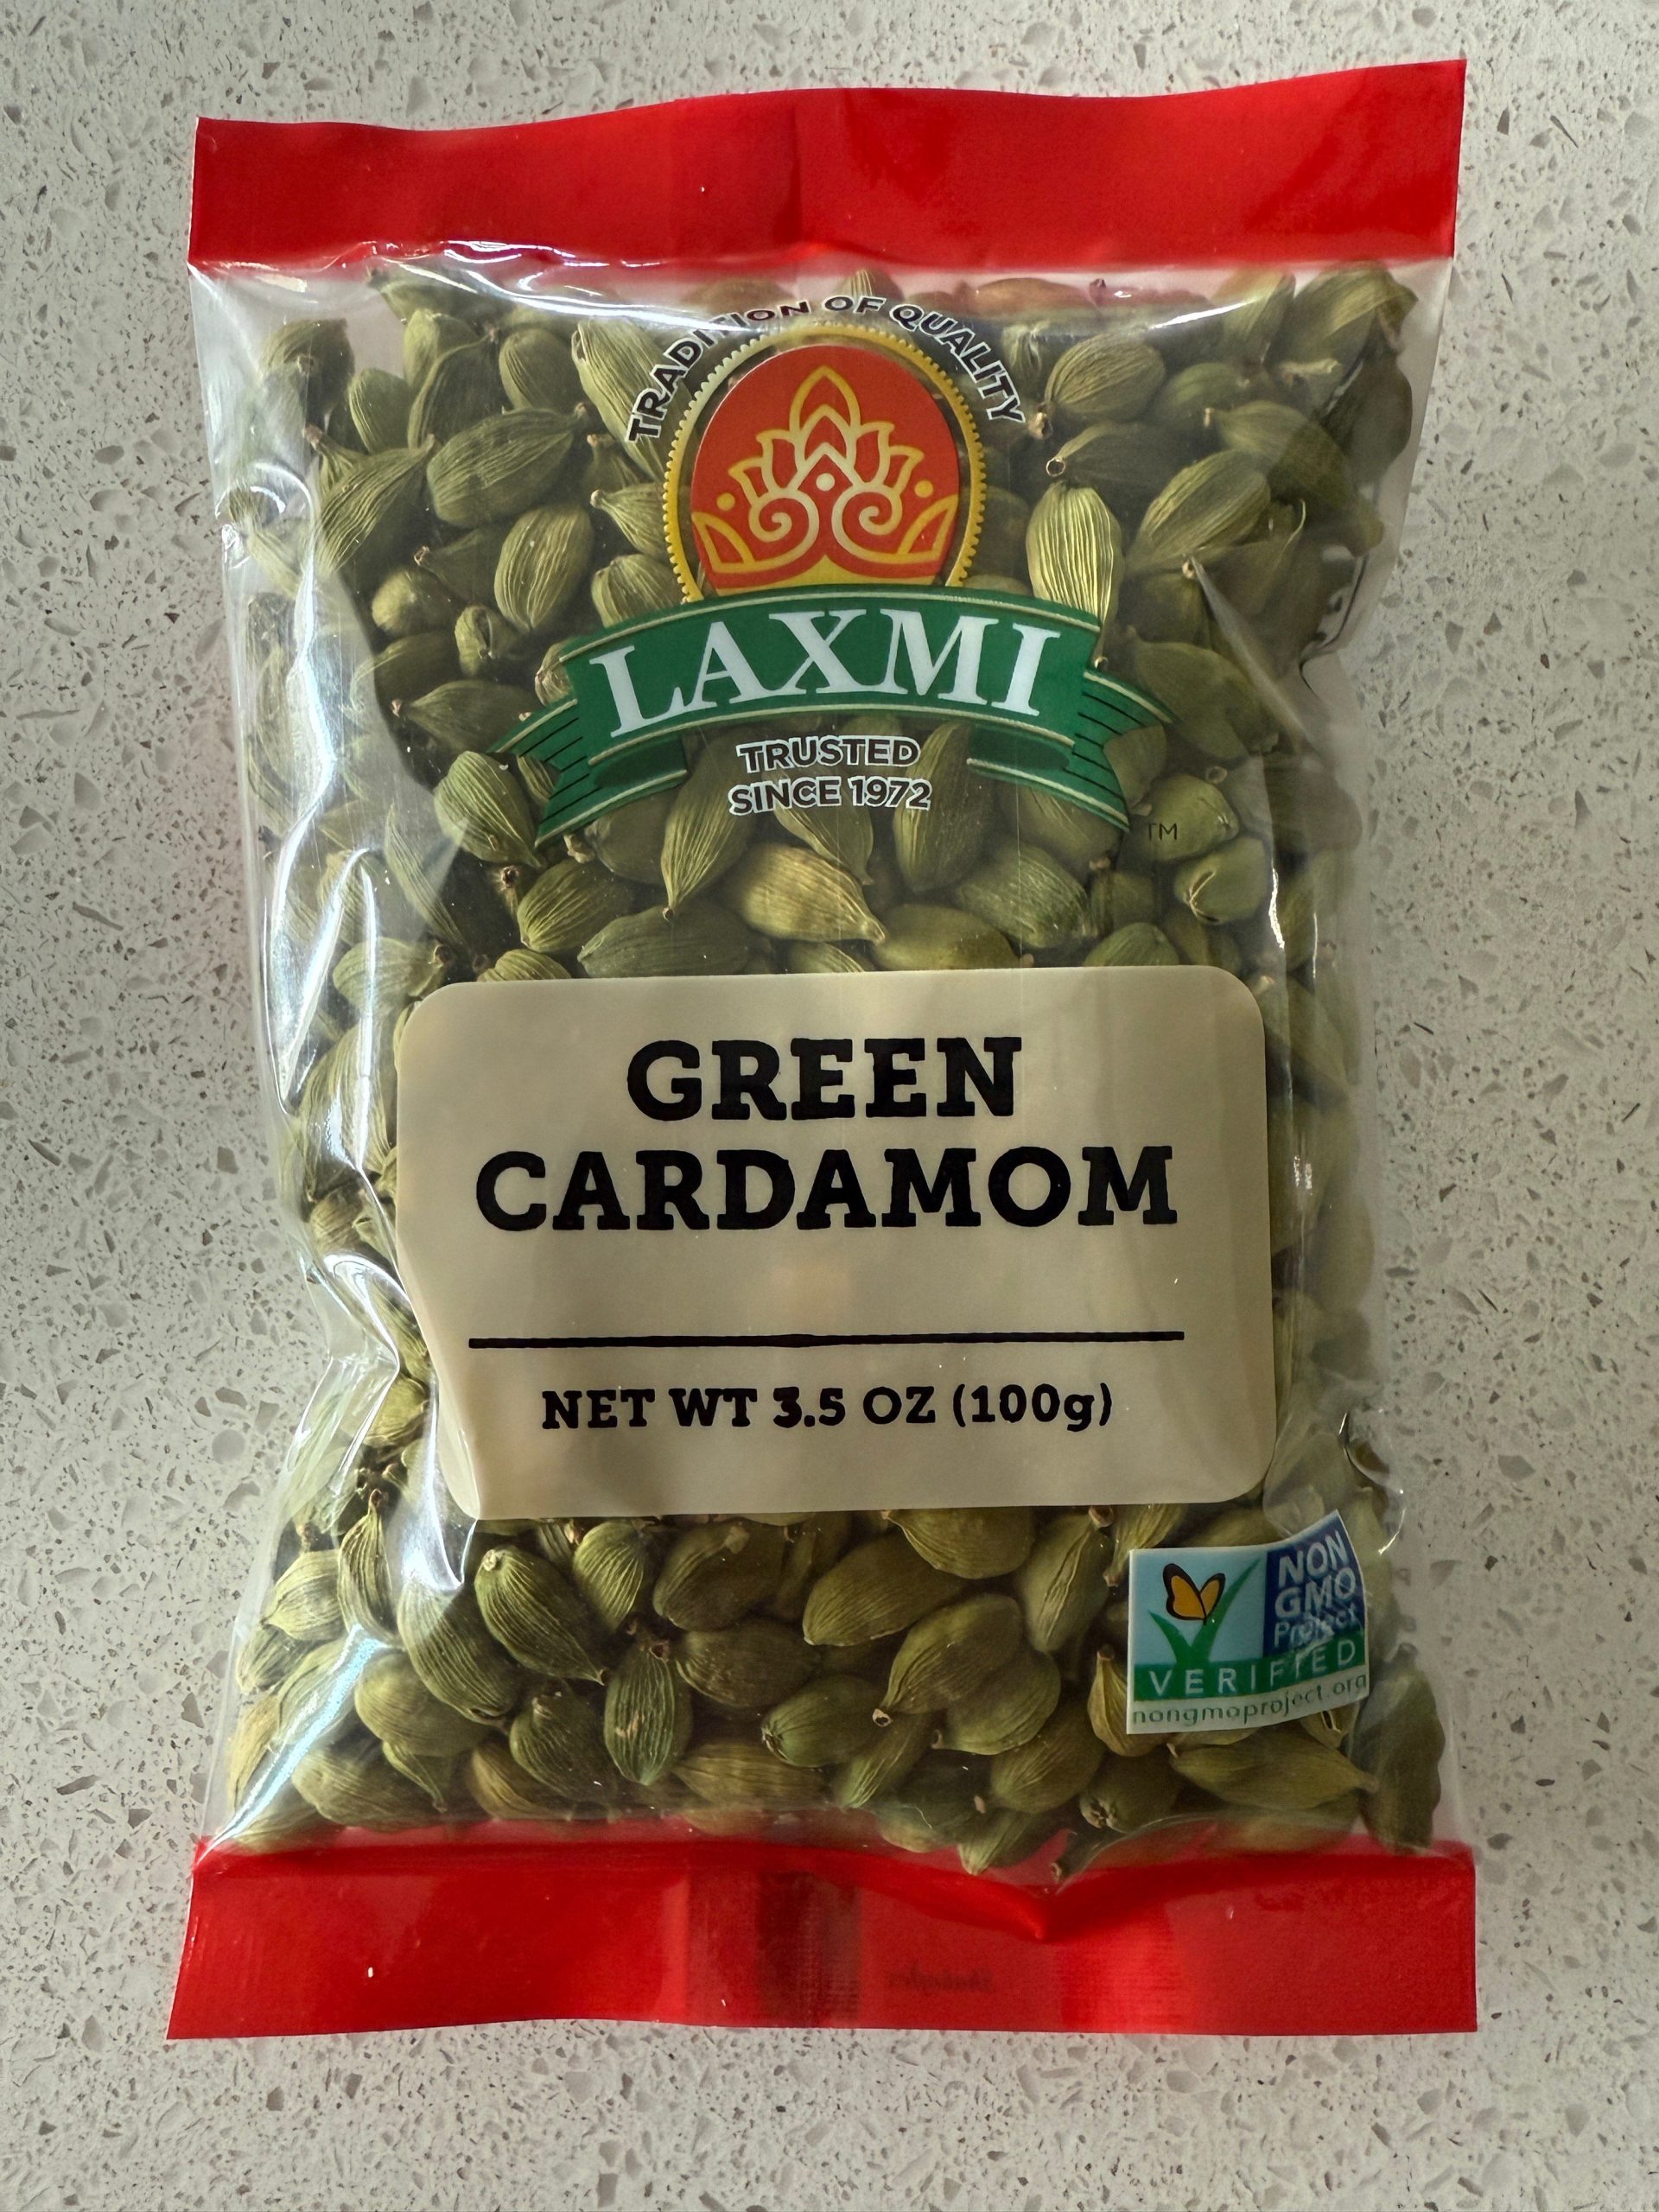 TRADITION OF QUALITY
LAXMI
TRUSTED
SINCE 1972
TM
GREEN
CARDAMOM
NET WT 3.5 OZ (100g)
NON
GMO
Project
VERIFIED
nongmoproject.org